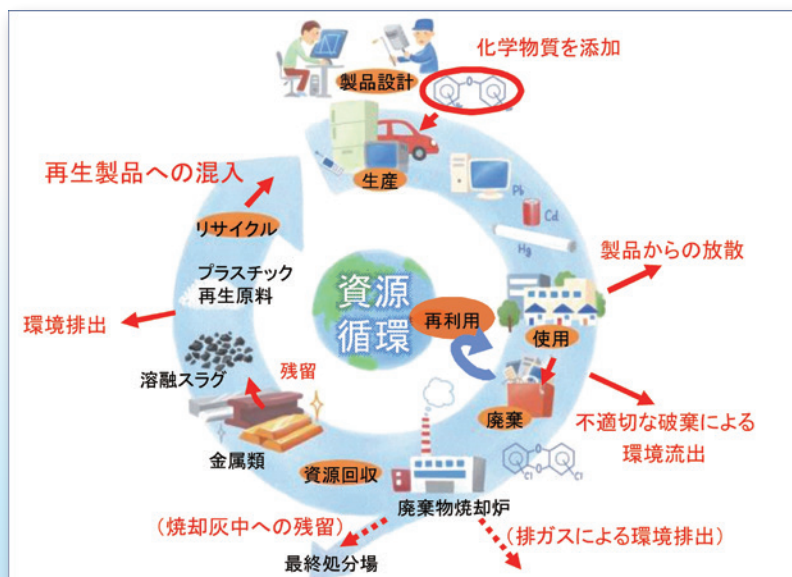 化学物質を添加
製品設計
再生製品への混入
生産
リサイクル
Pb
Cd
Hg
製品からの放散
プラスチック
再生原料
資源
循環
再利用
使用
環境排出
溶融スラグ
残留
廃棄
不適切な破棄による
環境流出
金属類
資源回収
Cl
Cl
廃棄物焼却炉
(焼却灰中への残留)
(排ガスによる環境排出)
最終処分場